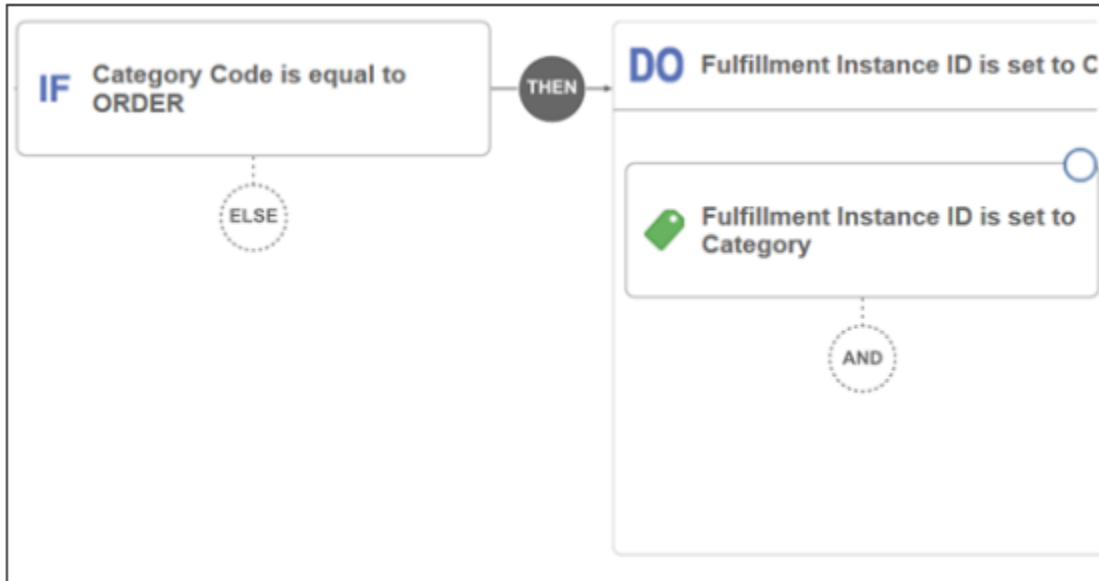 IF Category Code is equal to
ORDER
THEN
DO Fulfillment Instance ID is set to C
ELSE
Fulfillment Instance ID is set to
Category
AND